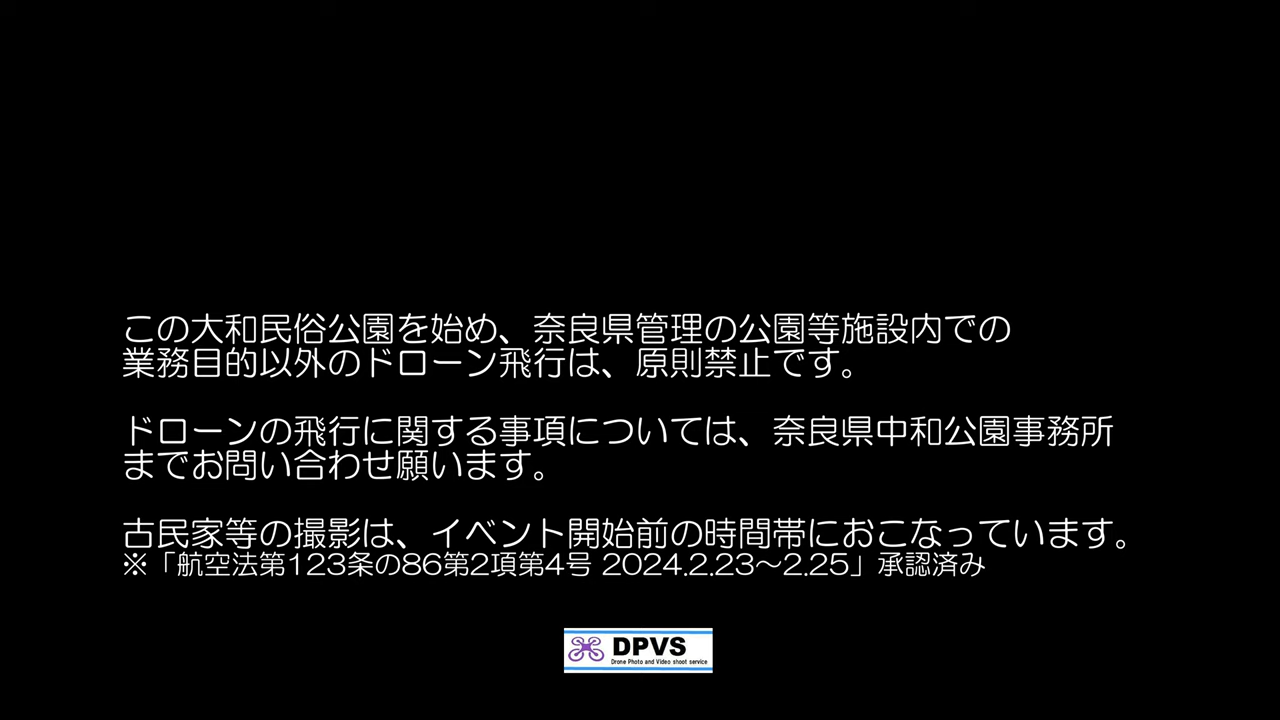 この大和民俗公園を始め、奈良県管理の公園等施設内での
業務目的以外のドローン飛行は、原則禁止です。
ドローンの飛行に関する事項については、奈良県中和公園事務所
までお問い合わせ願います。
古民家等の撮影は、イベント開始前の時間帯におこなっています。
※「航空法第123条の86第2項第4号 2024.2.23～2.25」承認済み
DPVS
Drone Photo and Video shoot service